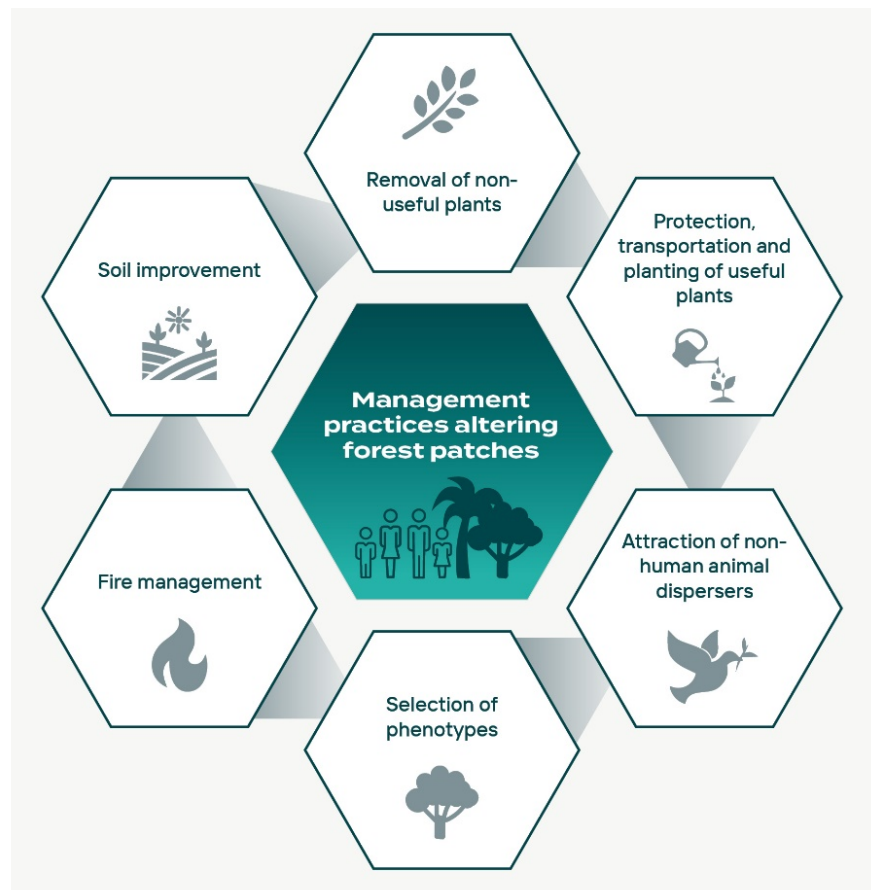 Removal of non-
useful plants
Protection,
transportation and
planting of useful
plants
Soil improvement
Management
practices altering
forest patches
Attraction of non-
human animal
dispersers
Fire management
Selection of
phenotypes